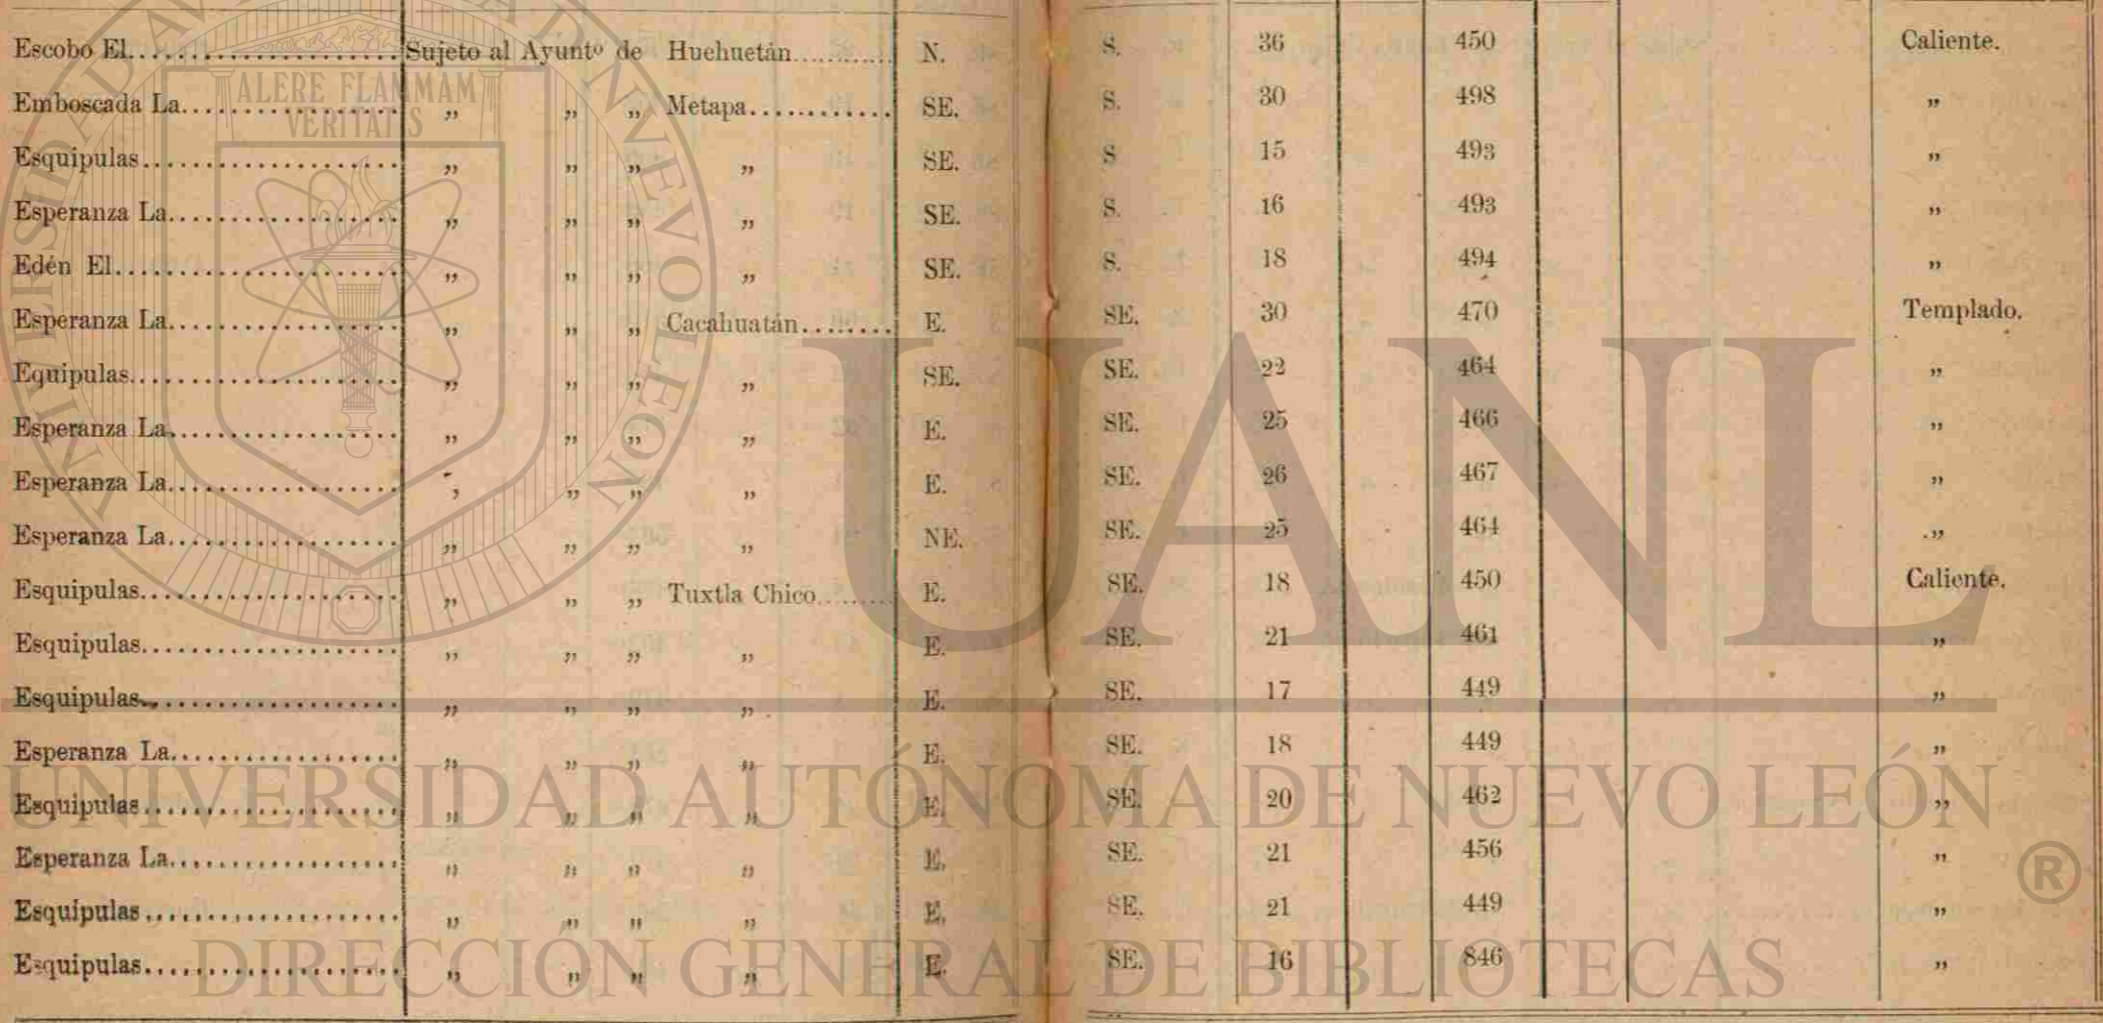 Escobo El.................... Sujeto al Ayunt⁰ de Huehuetán............ N. S. 36 450 Caliente.
Emboscada La................ „ „ „ Metapa............ SE. S. 30 498 „
Esquipulas.................... „ „ „ „ SE. S 15 493 „
Esperanza La.................. „ „ „ „ SE. S. 16 493 „
Edén El...................... „ „ „ „ SE. S. 18 494 „
Esperanza La.................. „ „ „ Cacahuatán........ E. SE. 30 470 Templado.
Equipulas..................... „ „ „ „ SE. SE. 22 464 „
Esperanza La.................. „ „ „ „ E. SE. 25 466 „
Esperanza La.................. „ „ „ „ E. SE. 26 467 „
Esperanza La.................. „ „ „ „ NE. SE. 25 464 „
Esquipulas.................... „ „ „ Tuxtla Chico......... E. SE. 18 450 Caliente.
Esquipulas.................... „ „ „ „ E. SE. 21 461 „
Esquipulas.................... „ „ „ „ E. SE. 17 449 „
Esperanza La.................. „ „ „ „ E. SE. 18 449 „
Esquipulas.................... „ „ „ „ E. SE. 20 462 „
Esperanza La.................. „ „ „ „ E. SE. 21 456 „
Esquipulas.................... „ „ „ „ E. SE. 21 449 „
Esquipulas.................... „ „ „ „ E. SE. 16 846 „
ALERE FLAMMAM
VERITATIS
UANL
UNIVERSIDAD AUTÓNOMA DE NUEVO LEÓN
®
DIRECCIÓN GENERAL DE BIBLIOTECAS